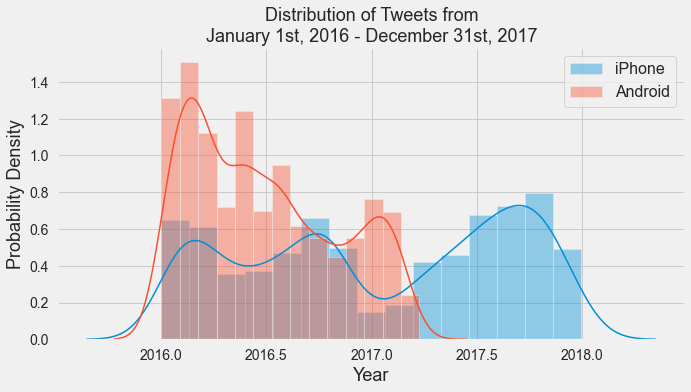 Distribution of Tweets from
January 1st, 2016 - December 31st, 2017
iPhone
Android
Probability Density
1.4
1.2
1.0
0.8
0.6
0.4
0.2
0.0
2016.0 2016.5 2017.0 2017.5 2018.0
Year